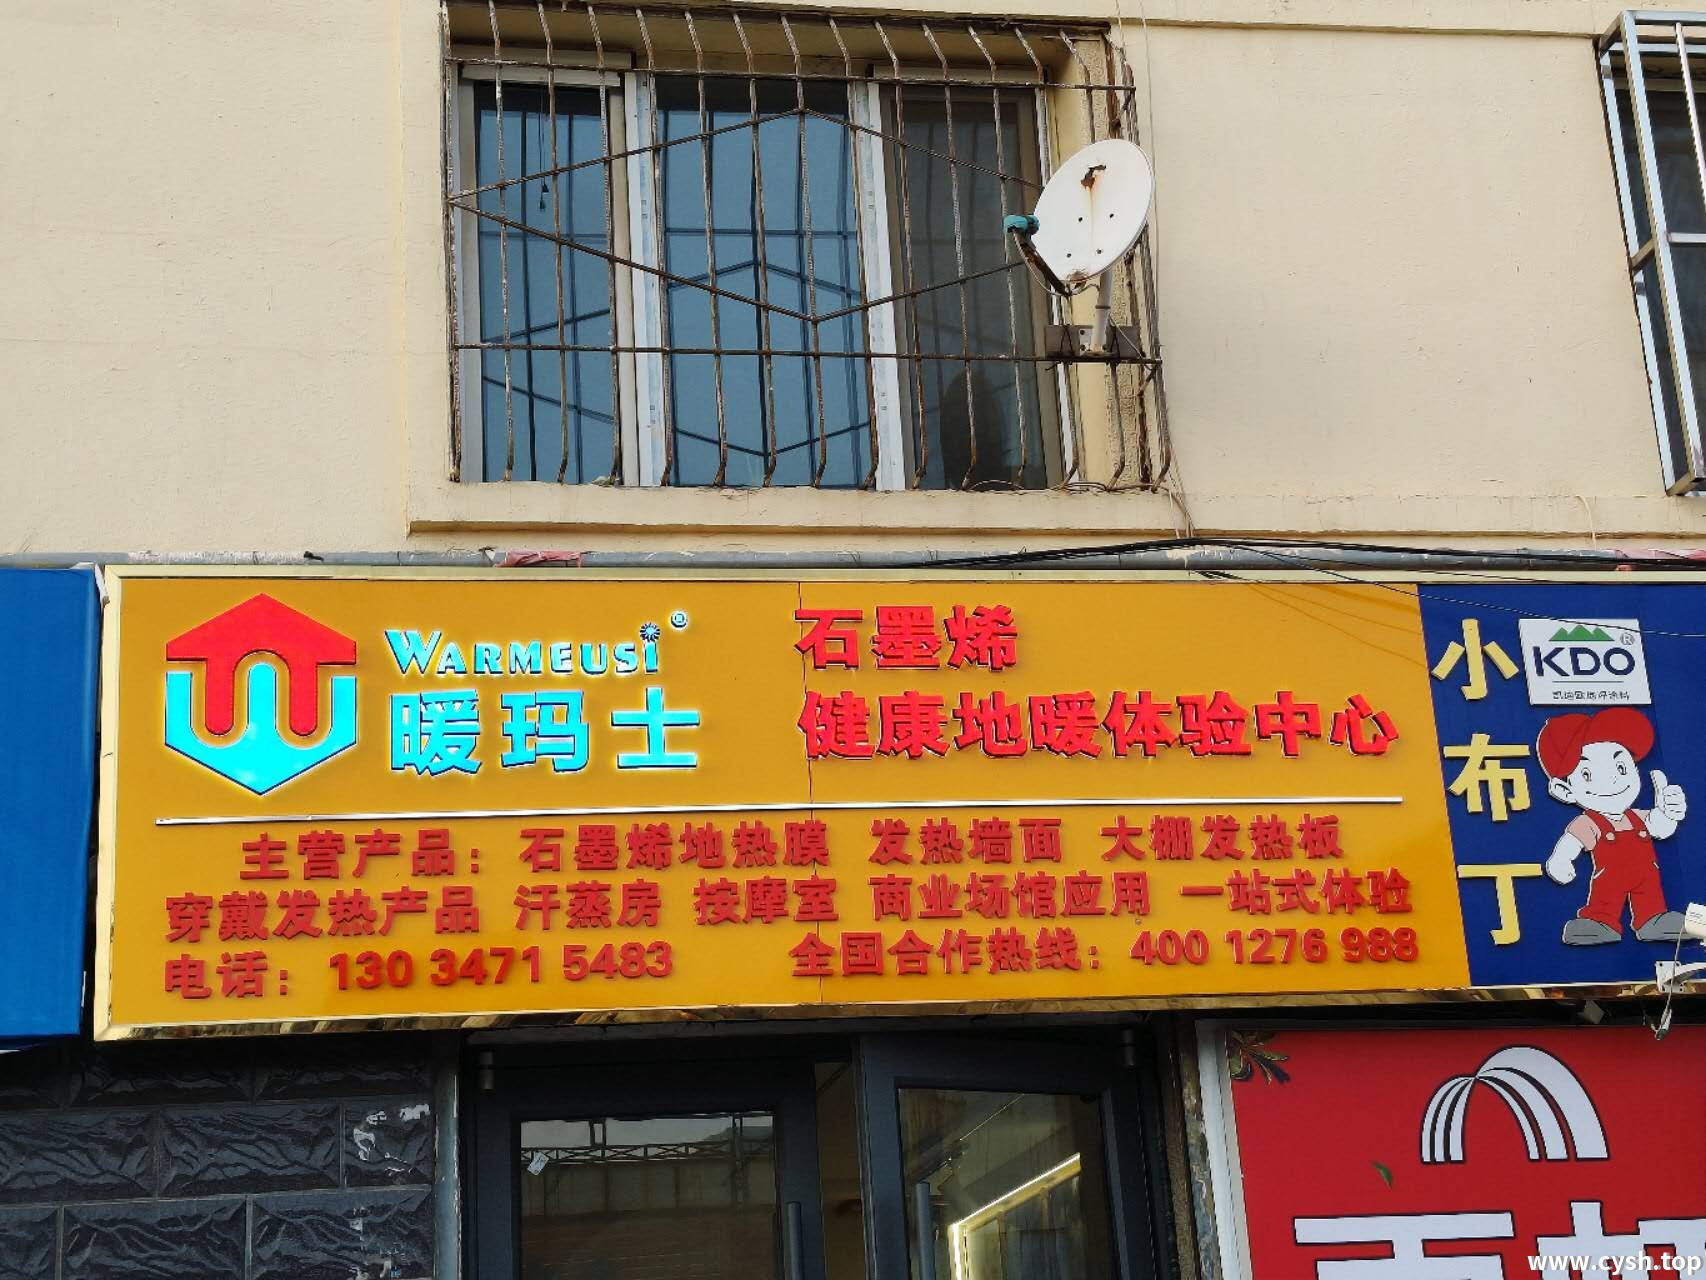 WARMEUSi®
暖玛士
石墨烯
健康地暖体验中心
主营产品：石墨烯地热膜 发热墙面 大棚发热板
穿戴发热产品 汗蒸房 按摩室 商业场馆应用 一站式体验
电话：130 3471 5483 全国合作热线：400 1276 988
小布丁
KDO®
www.cysh.top